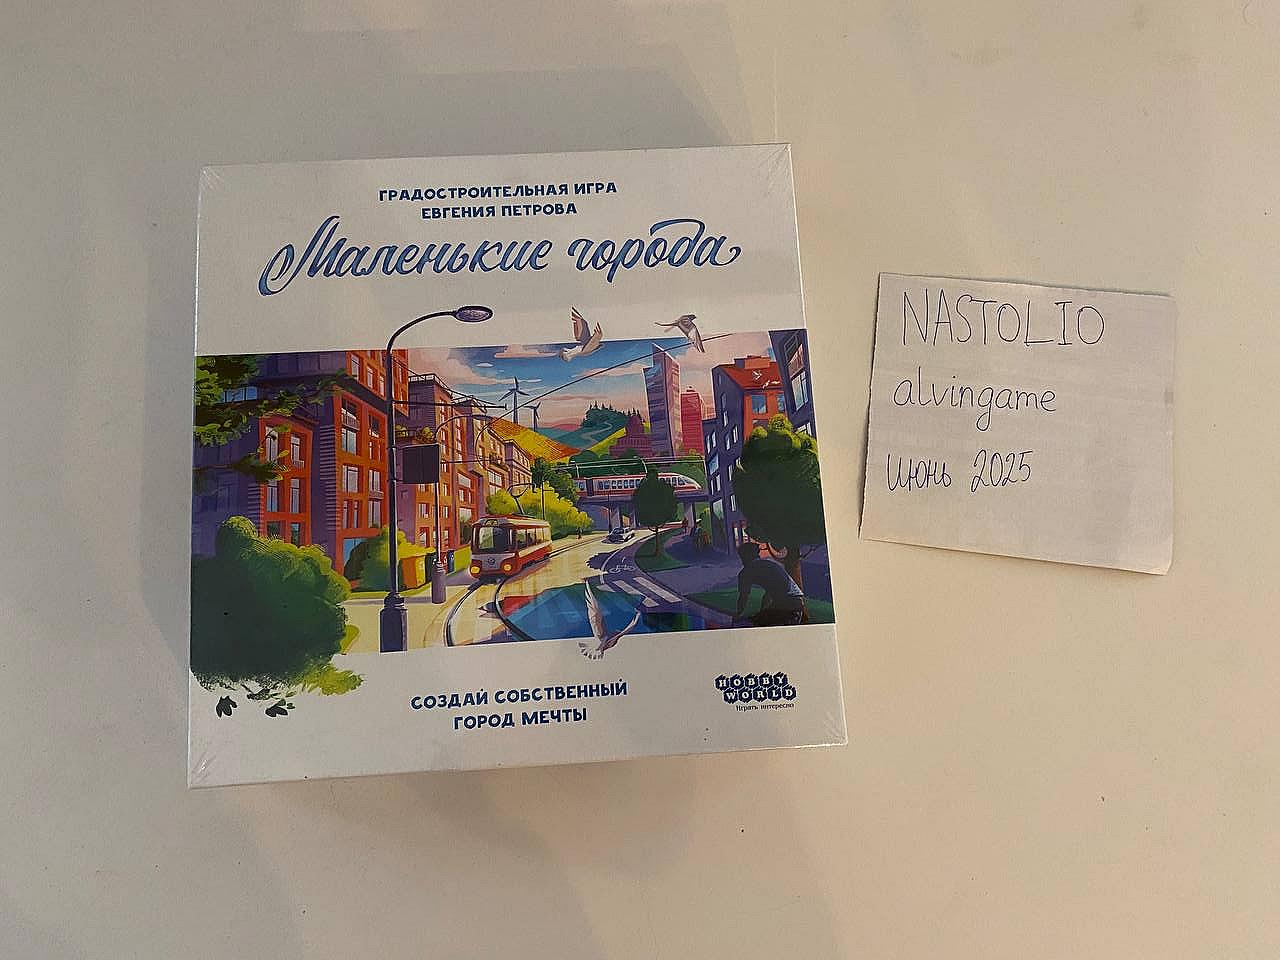 ГРАДОСТРОИТЕЛЬНАЯ ИГРА
ЕВГЕНИЯ ПЕТРОВА
Маленькие города
СОЗДАЙ СОБСТВЕННЫЙ
ГОРОД МЕЧТЫ
HOBBY
WORLD
Играть интересно
NASTOLIO
alvingame
июнь 2025